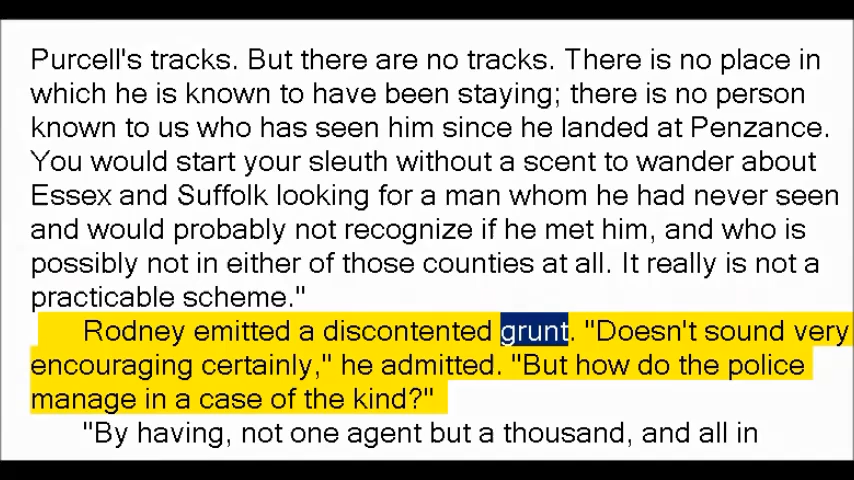 Purcell's tracks. But there are no tracks. There is no place in
which he is known to have been staying; there is no person
known to us who has seen him since he landed at Penzance.
You would start your sleuth without a scent to wander about
Essex and Suffolk looking for a man whom he had never seen
and would probably not recognize if he met him, and who is
possibly not in either of those counties at all. It really is not a
practicable scheme."
Rodney emitted a discontented grunt. "Doesn't sound very
encouraging certainly," he admitted. "But how do the police
manage in a case of the kind?"
"By having, not one agent but a thousand, and all in